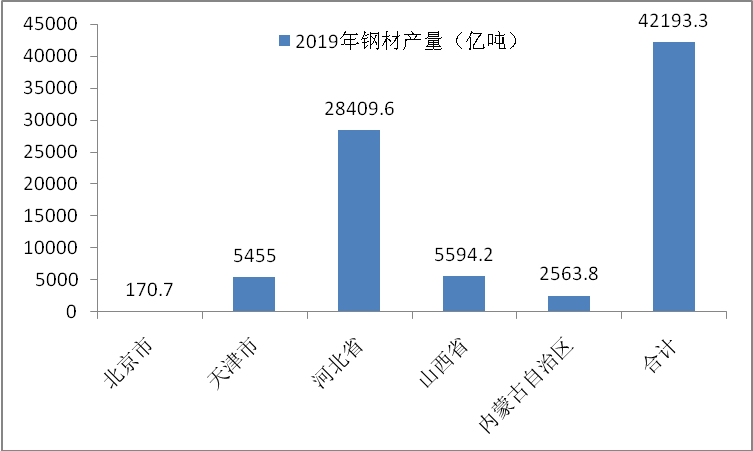 2019年钢材产量（亿吨）
45000
40000
35000
30000
25000
20000
15000
10000
5000
0
170.7
5455
28409.6
5594.2
2563.8
42193.3
北京市
天津市
河北省
山西省
内蒙古自治区
合计